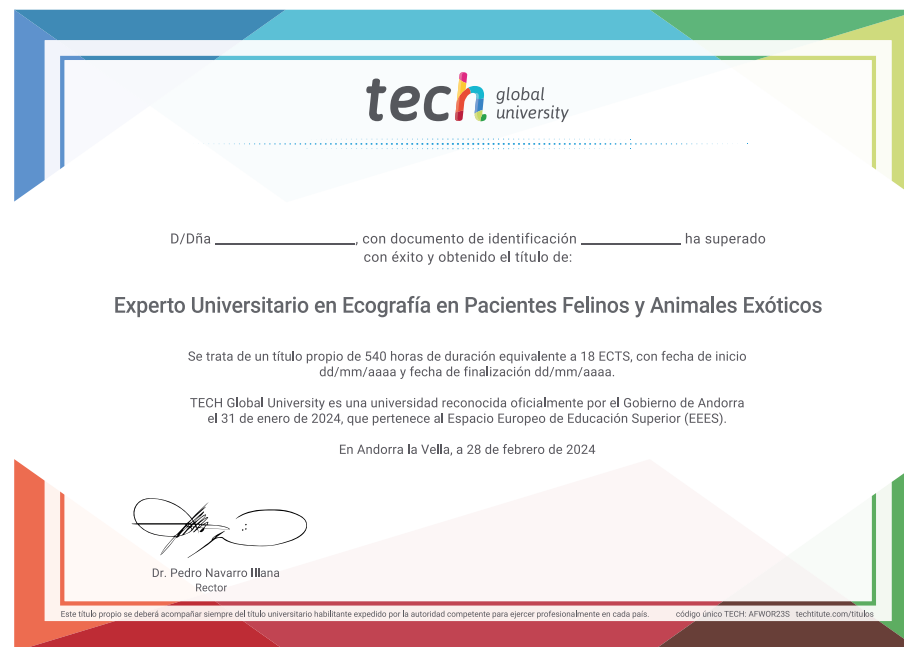 tech global
university
D/Dña ______________, con documento de identificación __________ ha superado
con éxito y obtenido el título de:
Experto Universitario en Ecografía en Pacientes Felinos y Animales Exóticos
Se trata de un título propio de 540 horas de duración equivalente a 18 ECTS, con fecha de inicio
dd/mm/aaaa y fecha de finalización dd/mm/aaaa.
TECH Global University es una universidad reconocida oficialmente por el Gobierno de Andorra
el 31 de enero de 2024, que pertenece al Espacio Europeo de Educación Superior (EEES).
En Andorra la Vella, a 28 de febrero de 2024
Dr. Pedro Navarro Illana
Rector
Este título propio se deberá acompañar siempre del título universitario habilitante expedido por la autoridad competente para ejercer profesionalmente en cada país. código único TECH: AFWOR23S techtitute.com/titulos